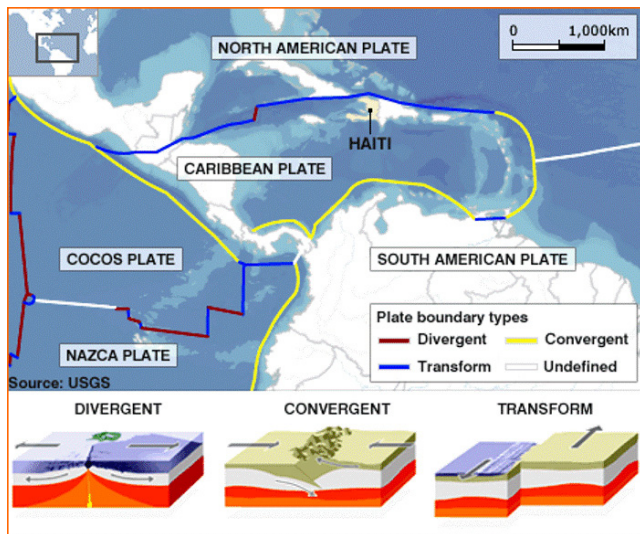 NORTH AMERICAN PLATE
0 1,000km
HAITI
CARIBBEAN PLATE
COCOS PLATE
SOUTH AMERICAN PLATE
Plate boundary types
Divergent Convergent
Transform Undefined
NAZCA PLATE
Source: USGS
DIVERGENT CONVERGENT TRANSFORM